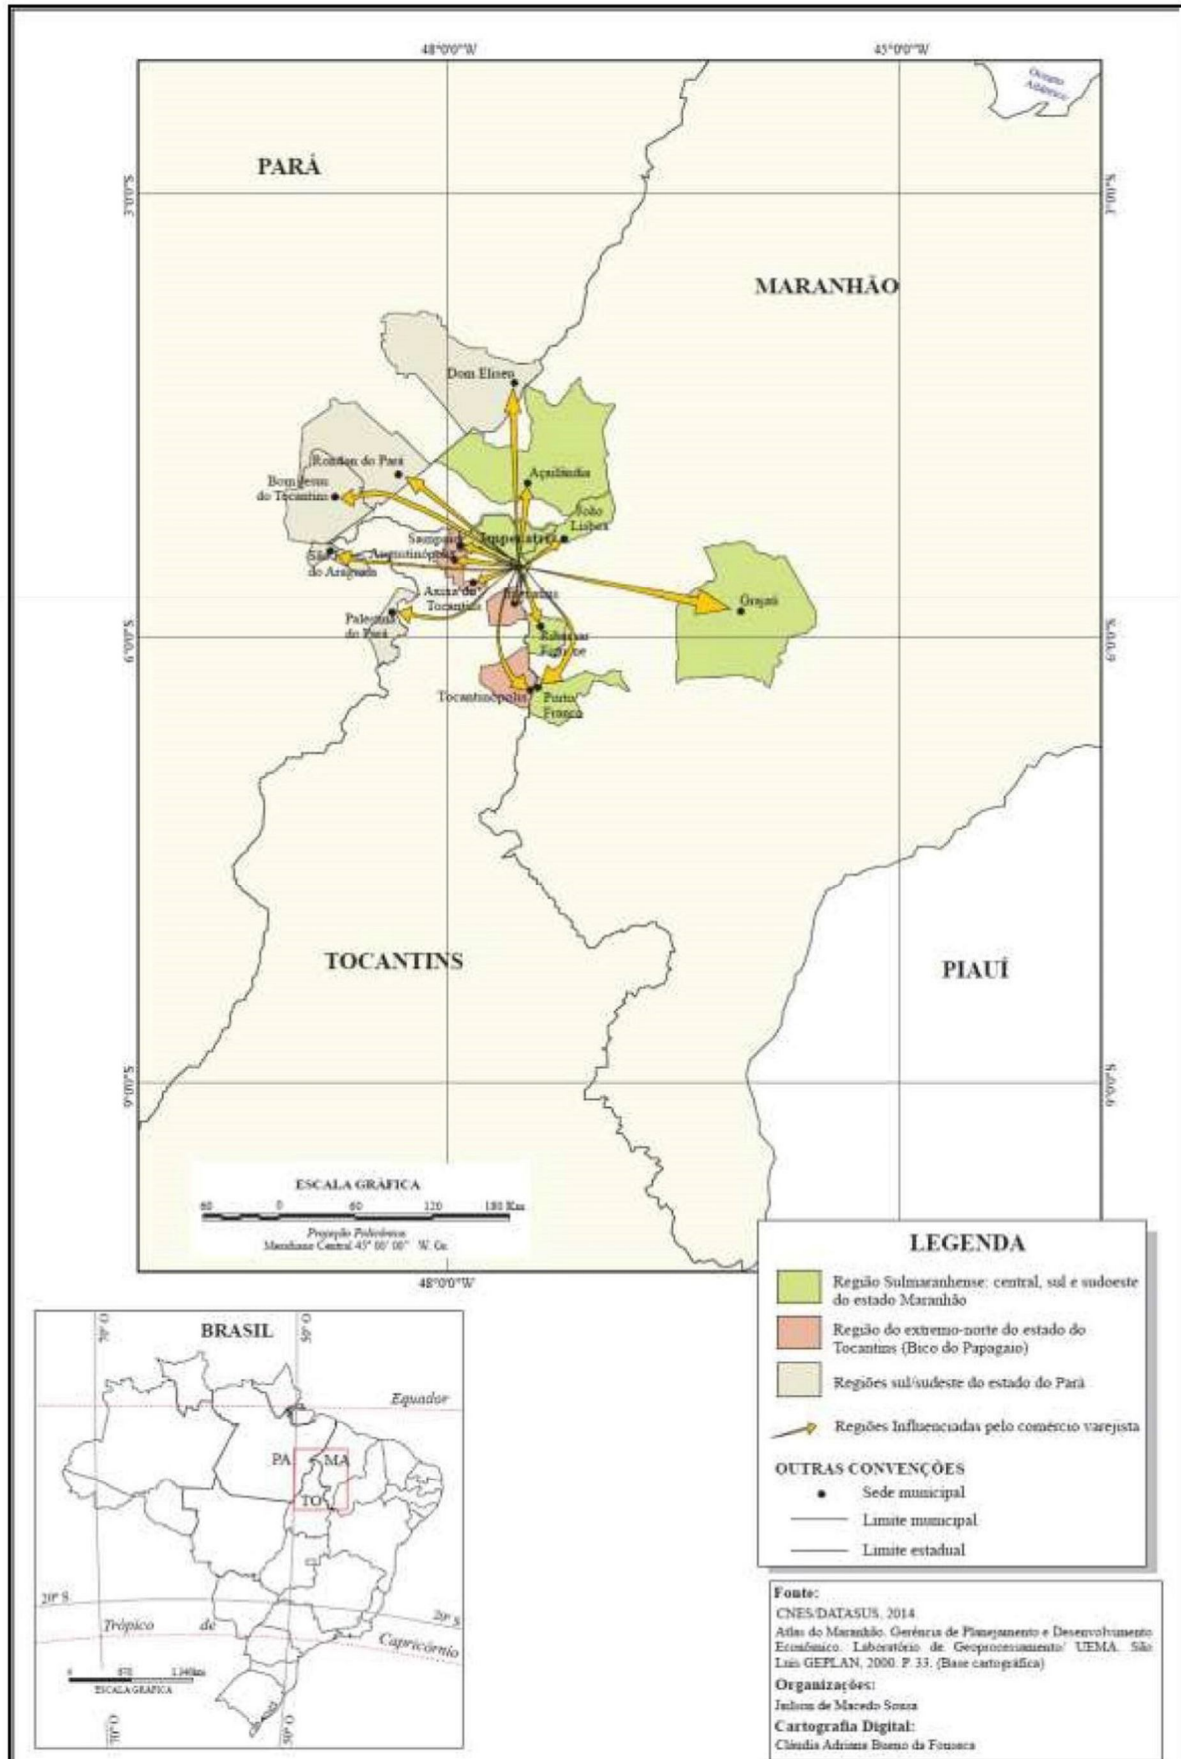 48°0'0"W
45°0'0"W
Oceano
Atlântico
PARÁ
3°0'0"S
3°0'0"S
MARANHÃO
Dom Eliseu
Rondon do Pará
Bom Jesus
do Tocantins
Açailândia
João
Lisboa
Sampaio
Imperatriz
Augustinópolis
São
do Araguaia
Axixá do
Tocantins
Grajaú
Palestina
do Pará
Ribamar
Fiquene
6°0'0"S
6°0'0"S
Tocantinópolis
Porto
Franco
TOCANTINS
PIAUÍ
9°0'0"S
9°0'0"S
ESCALA GRÁFICA
60 0 60 120 180 Km
Projeção Policônica
Meridiano Central 45° 00' 00" W. Gr.
48°0'0"W
LEGENDA
Região Sulmaranhense: central, sul e sudoeste
do estado Maranhão
Região do extremo-norte do estado do
Tocantins (Bico do Papagaio)
Regiões sul/sudeste do estado do Pará
Regiões Influenciadas pelo comércio varejista
OUTRAS CONVENÇÕES
Sede municipal
Limite municipal
Limite estadual
BRASIL
70° O
50° O
Equador
PA
MA
TO
20° S
20° S
Trópico de
Capricórnio
ESCALA GRÁFICA
70° O
50° O
Fonte:
CNES/DATASUS, 2014
Atlas do Maranhão. Gerência de Planejamento e Desenvolvimento
Econômico. Laboratório de Geoprocessamento/ UEMA. São
Luis GEPLAN, 2000. P. 33. (Base cartográfica)
Organizações:
Jailson de Macedo Sousa
Cartografia Digital:
Cláudia Adriana Bueno da Fonseca